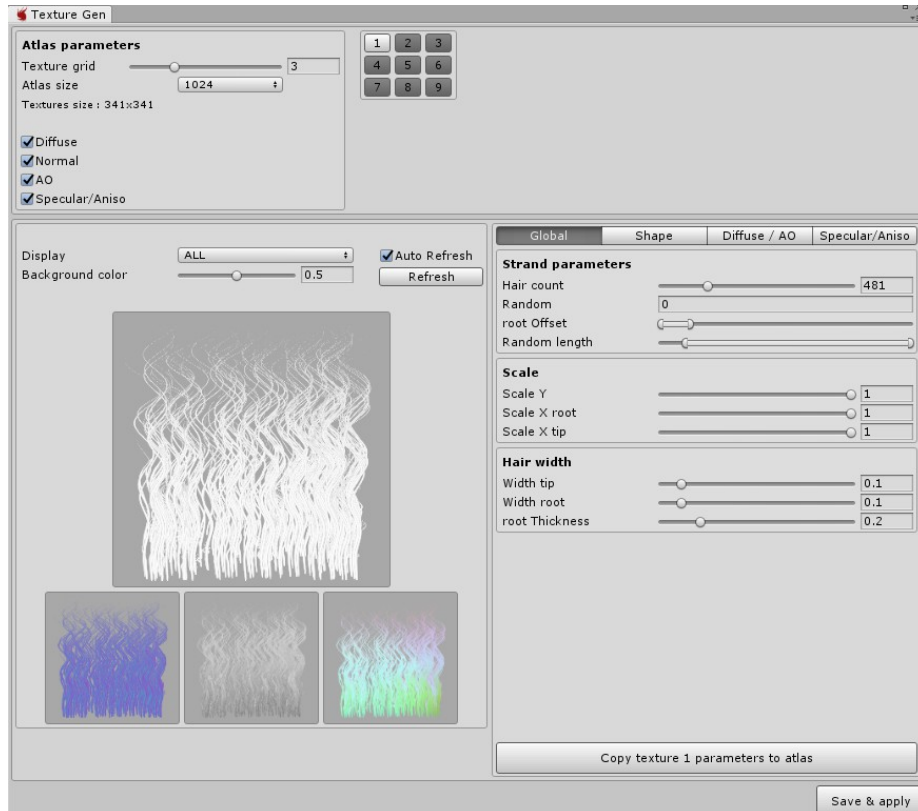 Texture Gen
Atlas parameters
Texture grid 3
Atlas size 1024
Textures size : 341x341
Diffuse
Normal
AO
Specular/Aniso
1 2 3
4 5 6
7 8 9
Display ALL Auto Refresh
Background color 0.5 Refresh
Global Shape Diffuse / AO Specular/Aniso
Strand parameters
Hair count 481
Random 0
root Offset
Random length
Scale
Scale Y 1
Scale X root 1
Scale X tip 1
Hair width
Width tip 0.1
Width root 0.1
root Thickness 0.2
Copy texture 1 parameters to atlas
Save & apply